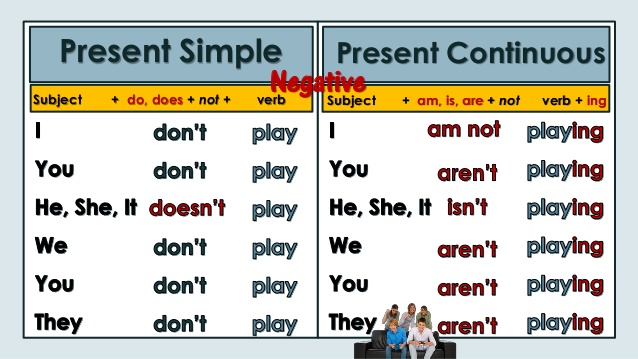 Present Simple
Present Continuous
Negative
Subject + do, does + not + verb
Subject + am, is, are + not verb + ing
I don't play
You don't play
He, She, It doesn't play
We don't play
You don't play
They don't play
I am not playing
You aren't playing
He, She, It isn't playing
We aren't playing
You aren't playing
They aren't playing